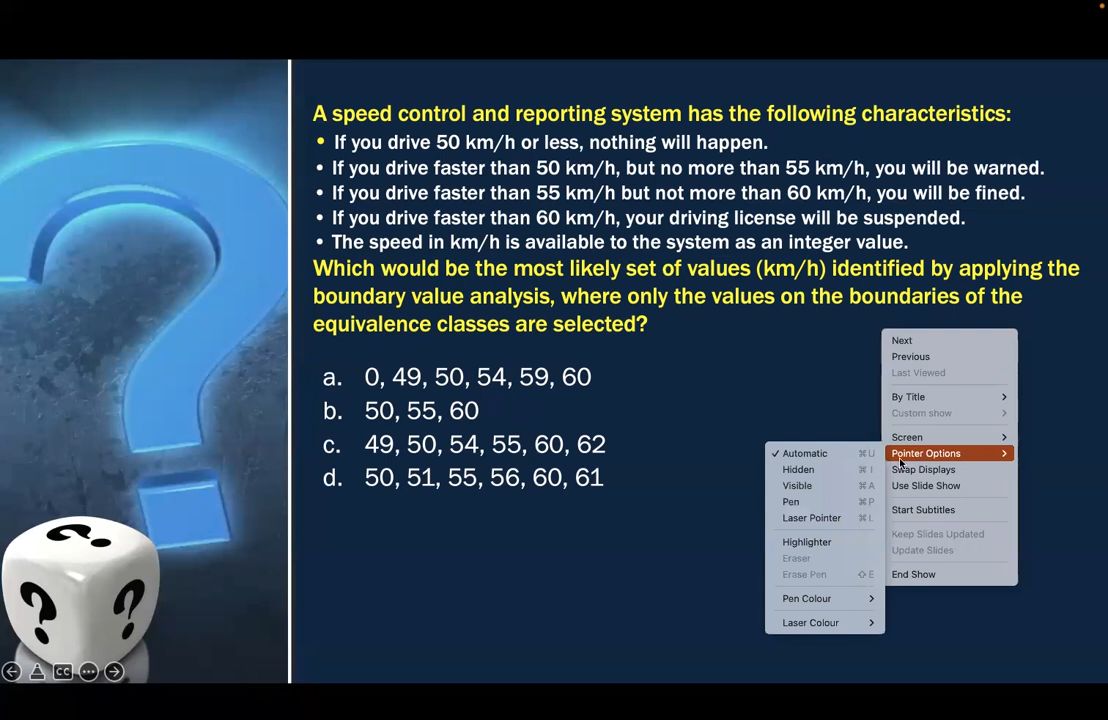 A speed control and reporting system has the following characteristics:
• If you drive 50 km/h or less, nothing will happen.
• If you drive faster than 50 km/h, but no more than 55 km/h, you will be warned.
• If you drive faster than 55 km/h but not more than 60 km/h, you will be fined.
• If you drive faster than 60 km/h, your driving license will be suspended.
• The speed in km/h is available to the system as an integer value.
Which would be the most likely set of values (km/h) identified by applying the
boundary value analysis, where only the values on the boundaries of the
equivalence classes are selected?
a. 0, 49, 50, 54, 59, 60
b. 50, 55, 60
c. 49, 50, 54, 55, 60, 62
d. 50, 51, 55, 56, 60, 61
Next
Previous
Last Viewed
By Title
Custom show
Screen
Pointer Options
Swap Displays
Use Slide Show
Start Subtitles
Keep Slides Updated
Update Slides
End Show
✓ Automatic ⌘U
Hidden ⌘I
Visible ⌘A
Pen ⌘P
Laser Pointer ⌘L
Highlighter
Eraser
Erase Pen ⇧E
Pen Colour
Laser Colour
? ? ?
CC